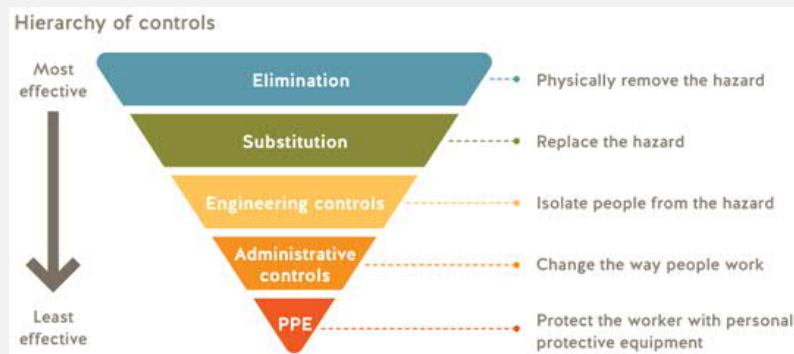 Hierarchy of controls
Most
effective
Elimination
Physically remove the hazard
Substitution
Replace the hazard
Engineering controls
Isolate people from the hazard
Administrative
controls
Change the way people work
Least
effective
PPE
Protect the worker with personal
protective equipment